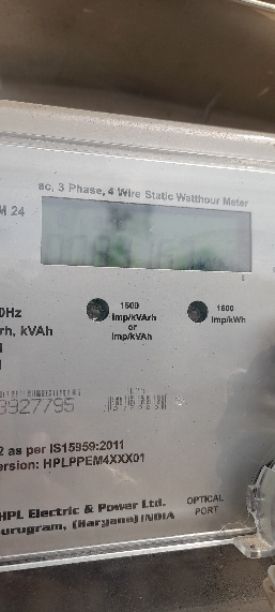 ac, 3 Phase, 4 Wire Static Watthour Meter
M 24
0Hz
rh, kVAh
1500
imp/kVArh
or
imp/kVAh
1600
imp/kWh
3927795
2 as per IS15959:2011
ersion: HPLPPEM4XXX01
HPL Electric & Power Ltd.
urugram, (Haryana) INDIA
OPTICAL
PORT